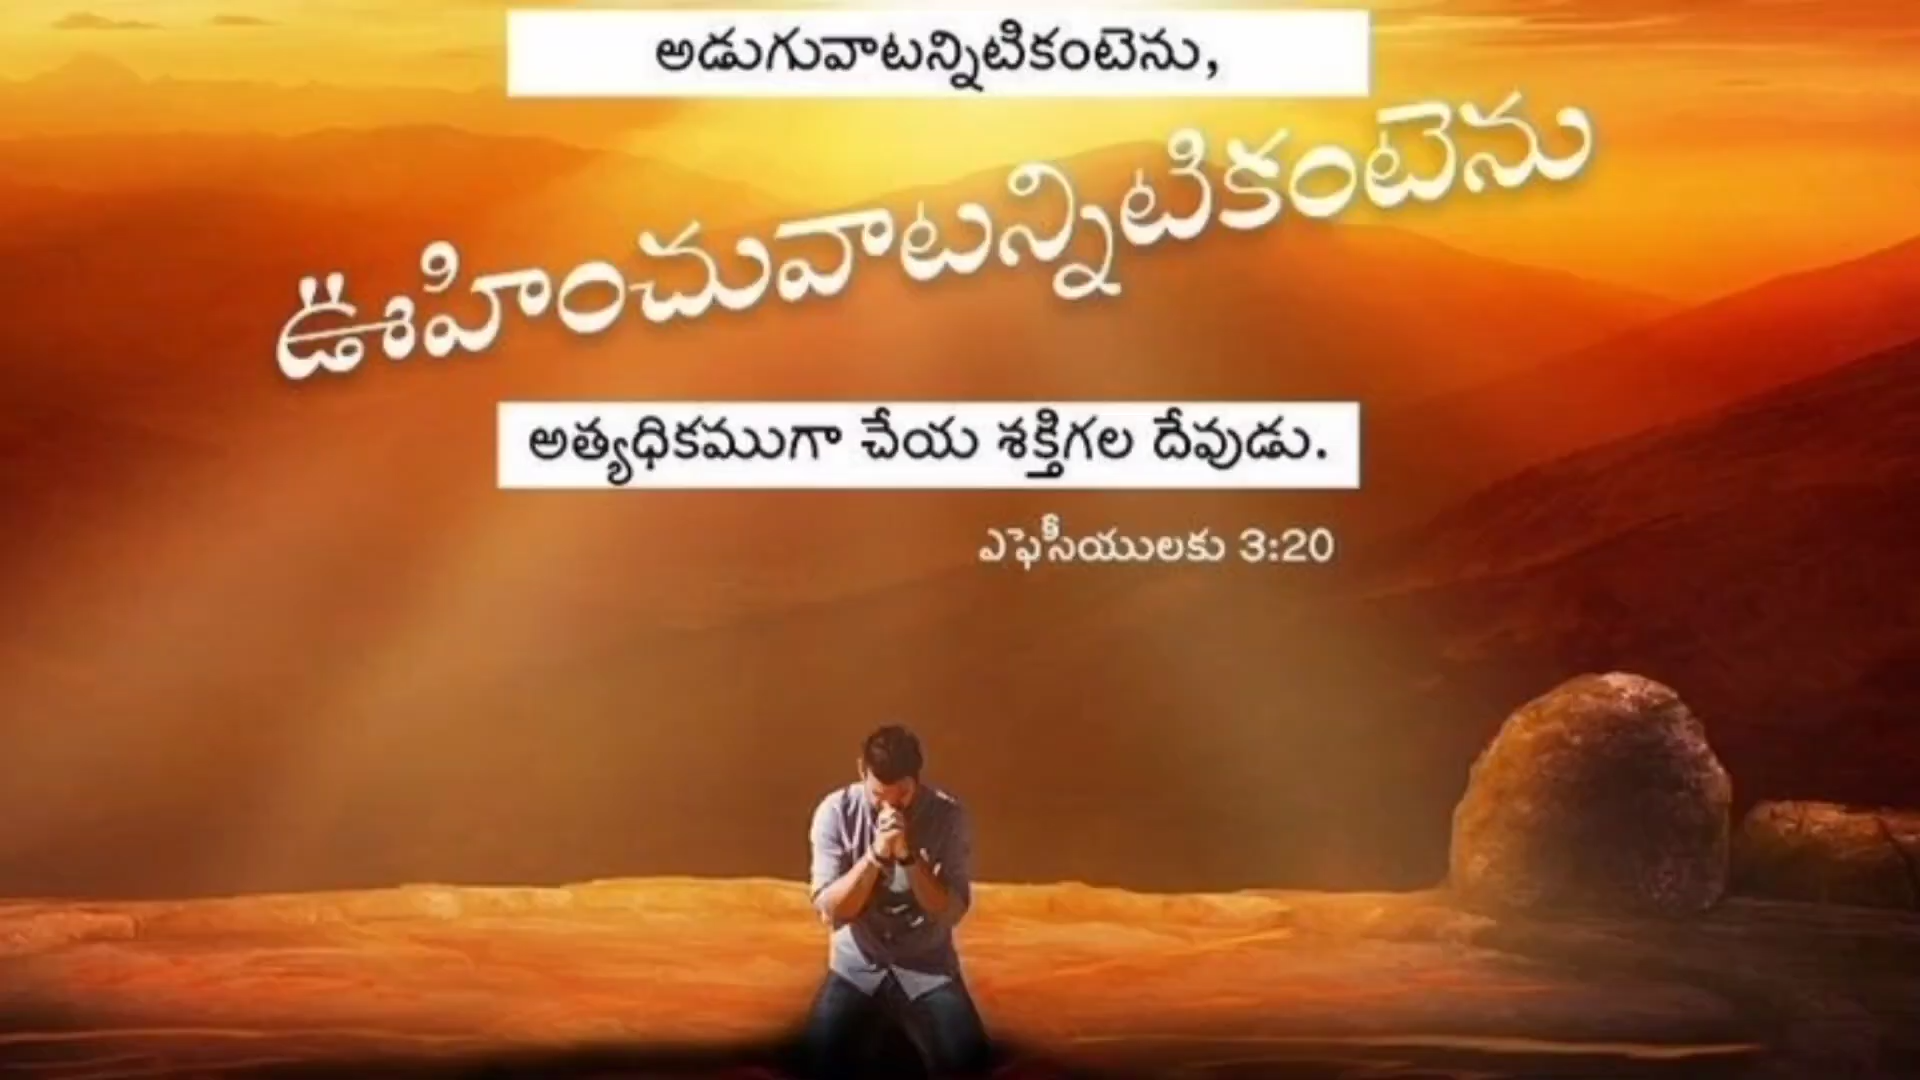 అడుగువాటన్నిటికంటెను,
ఊహించువాటన్నిటికంటెను
అత్యధికముగా చేయ శక్తిగల దేవుడు.
ఎఫెసీయులకు 3:20